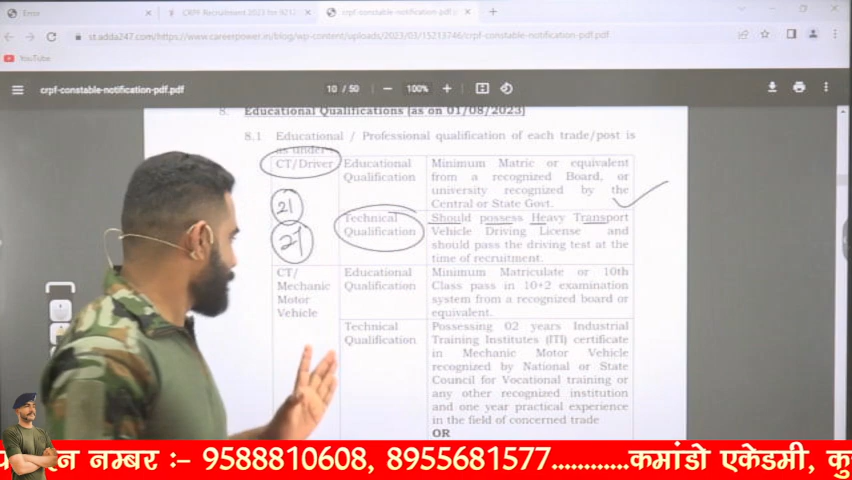 CRPF Recruitment 2023 for 9212
crpf-constable-notification-pdf.p
st.adda247.com/https://www.careerpower.in/blog/wp-content/uploads/2023/03/15213746/crpf-constable-notification-pdf.pdf
YouTube
crpf-constable-notification-pdf.pdf
10 / 50
100%
8. Educational Qualifications (as on 01/08/2023)
8.1 Educational / Professional qualification of each trade/post is
as under
CT/Driver
Educational
Qualification
Minimum Matric or equivalent
from a recognized Board, or
university recognized by the
Central or State Govt.
21
27
Technical
Qualification
Should possess Heavy Transport
Vehicle Driving License and
should pass the driving test at the
time of recruitment.
CT/
Mechanic
Motor
Vehicle
Educational
Qualification
Minimum Matriculate or 10th
Class pass in 10+2 examination
system from a recognized board or
equivalent.
Technical
Qualification
Possessing 02 years Industrial
Training Institutes (ITI) certificate
in Mechanic Motor Vehicle
recognized by National or State
Council for Vocational training or
any other recognized institution
and one year practical experience
in the field of concerned trade
OR
नम्बर :- 9588810608, 8955681577............कमांडो एकेडमी,